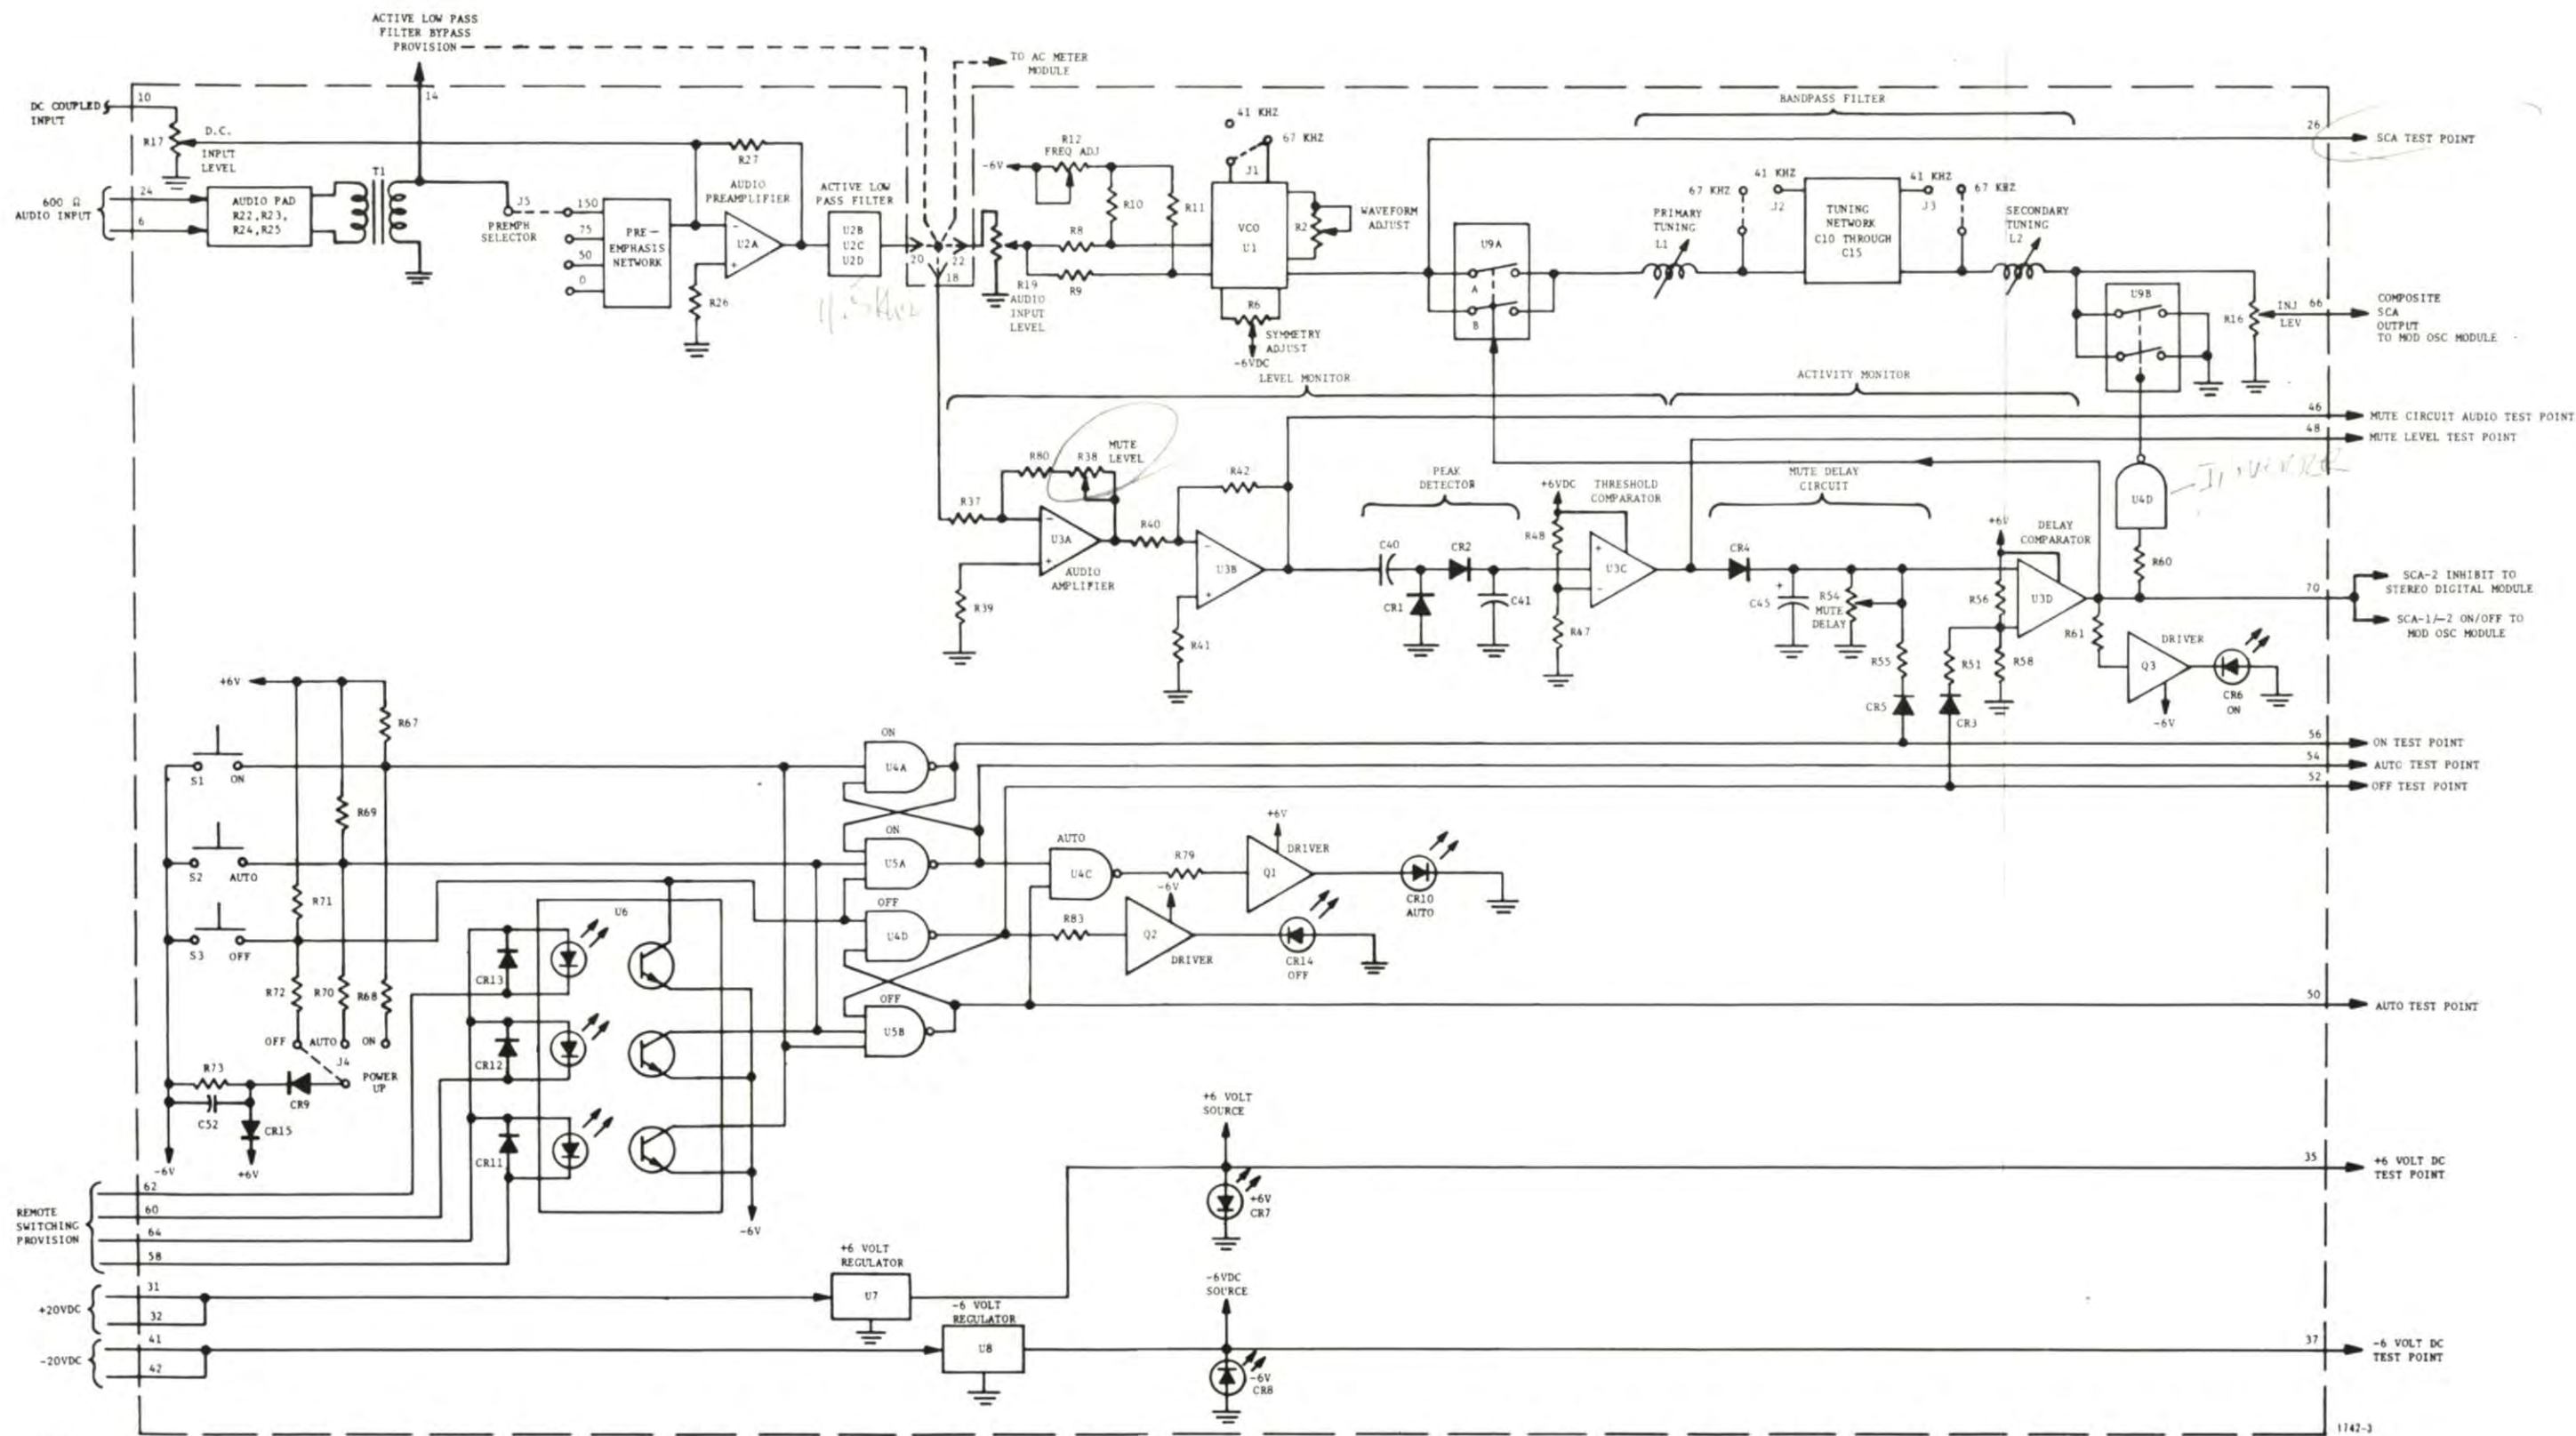 ACTIVE LOW PASS
FILTER BYPASS
PROVISION
TO AC METER
MODULE
DC COUPLED
INPUT
10
14
R17
D.C.
INPUT
LEVEL
R27
AUDIO
PREAMPLIFIER
600 Ω
AUDIO INPUT
24
6
AUDIO PAD
R22,R23,
R24,R25
T1
J5
PREMPH
SELECTOR
150
75
50
0
PRE-
EMPHASIS
NETWORK
U2A
-
+
R26
ACTIVE LOW
PASS FILTER
U2B
U2C
U2D
20
22
18
R19
AUDIO
INPUT
LEVEL
R12
FREQ ADJ
-6V
R10
R11
R8
R9
41 KHZ
67 KHZ
J1
VCO
U1
R2
WAVEFORM
ADJUST
R6
SYMMETRY
ADJUST
-6VDC
U9A
A
B
BANDPASS FILTER
PRIMARY
TUNING
L1
67 KHZ
41 KHZ
J2
TUNING
NETWORK
C10 THROUGH
C15
41 KHZ
J3
67 KHZ
SECONDARY
TUNING
L2
U9B
R16
INJ
LEV
26
SCA TEST POINT
66
COMPOSITE
SCA
OUTPUT
TO MOD OSC MODULE
LEVEL MONITOR
ACTIVITY MONITOR
46
MUTE CIRCUIT AUDIO TEST POINT
48
MUTE LEVEL TEST POINT
R80
R38
MUTE
LEVEL
R37
-
+
U3A
AUDIO
AMPLIFIER
R39
R40
R42
-
+
U3B
R41
PEAK
DETECTOR
C40
CR2
CR1
C41
+6VDC
THRESHOLD
COMPARATOR
R48
+
-
U3C
R47
MUTE DELAY
CIRCUIT
CR4
+
C45
R54
MUTE
DELAY
R55
CR5
+6V
DELAY
COMPARATOR
R56
U3D
R51
R58
CR3
U4D
INVERTER
R60
R61
DRIVER
Q3
-6V
CR6
ON
70
SCA-2 INHIBIT TO
STEREO DIGITAL MODULE
SCA-1/-2 ON/OFF TO
MOD OSC MODULE
56
ON TEST POINT
54
AUTO TEST POINT
52
OFF TEST POINT
+6V
R67
S1
ON
R69
S2
AUTO
R71
S3
OFF
R72
R70
R68
OFF
AUTO
ON
J4
POWER
UP
R73
CR9
C52
CR15
-6V
+6V
U6
CR13
CR12
CR11
-6V
ON
U4A
ON
U5A
OFF
U4D
OFF
U5B
AUTO
U4C
R79
+6V
DRIVER
Q1
CR10
AUTO
R83
-6V
Q2
DRIVER
CR14
OFF
50
AUTO TEST POINT
REMOTE
SWITCHING
PROVISION
62
60
64
58
+20VDC
31
32
-20VDC
41
42
+6 VOLT
REGULATOR
U7
-6 VOLT
REGULATOR
U8
+6 VOLT
SOURCE
+6V
CR7
-6VDC
SOURCE
-6V
CR8
35
+6 VOLT DC
TEST POINT
37
-6 VOLT DC
TEST POINT
1742-3